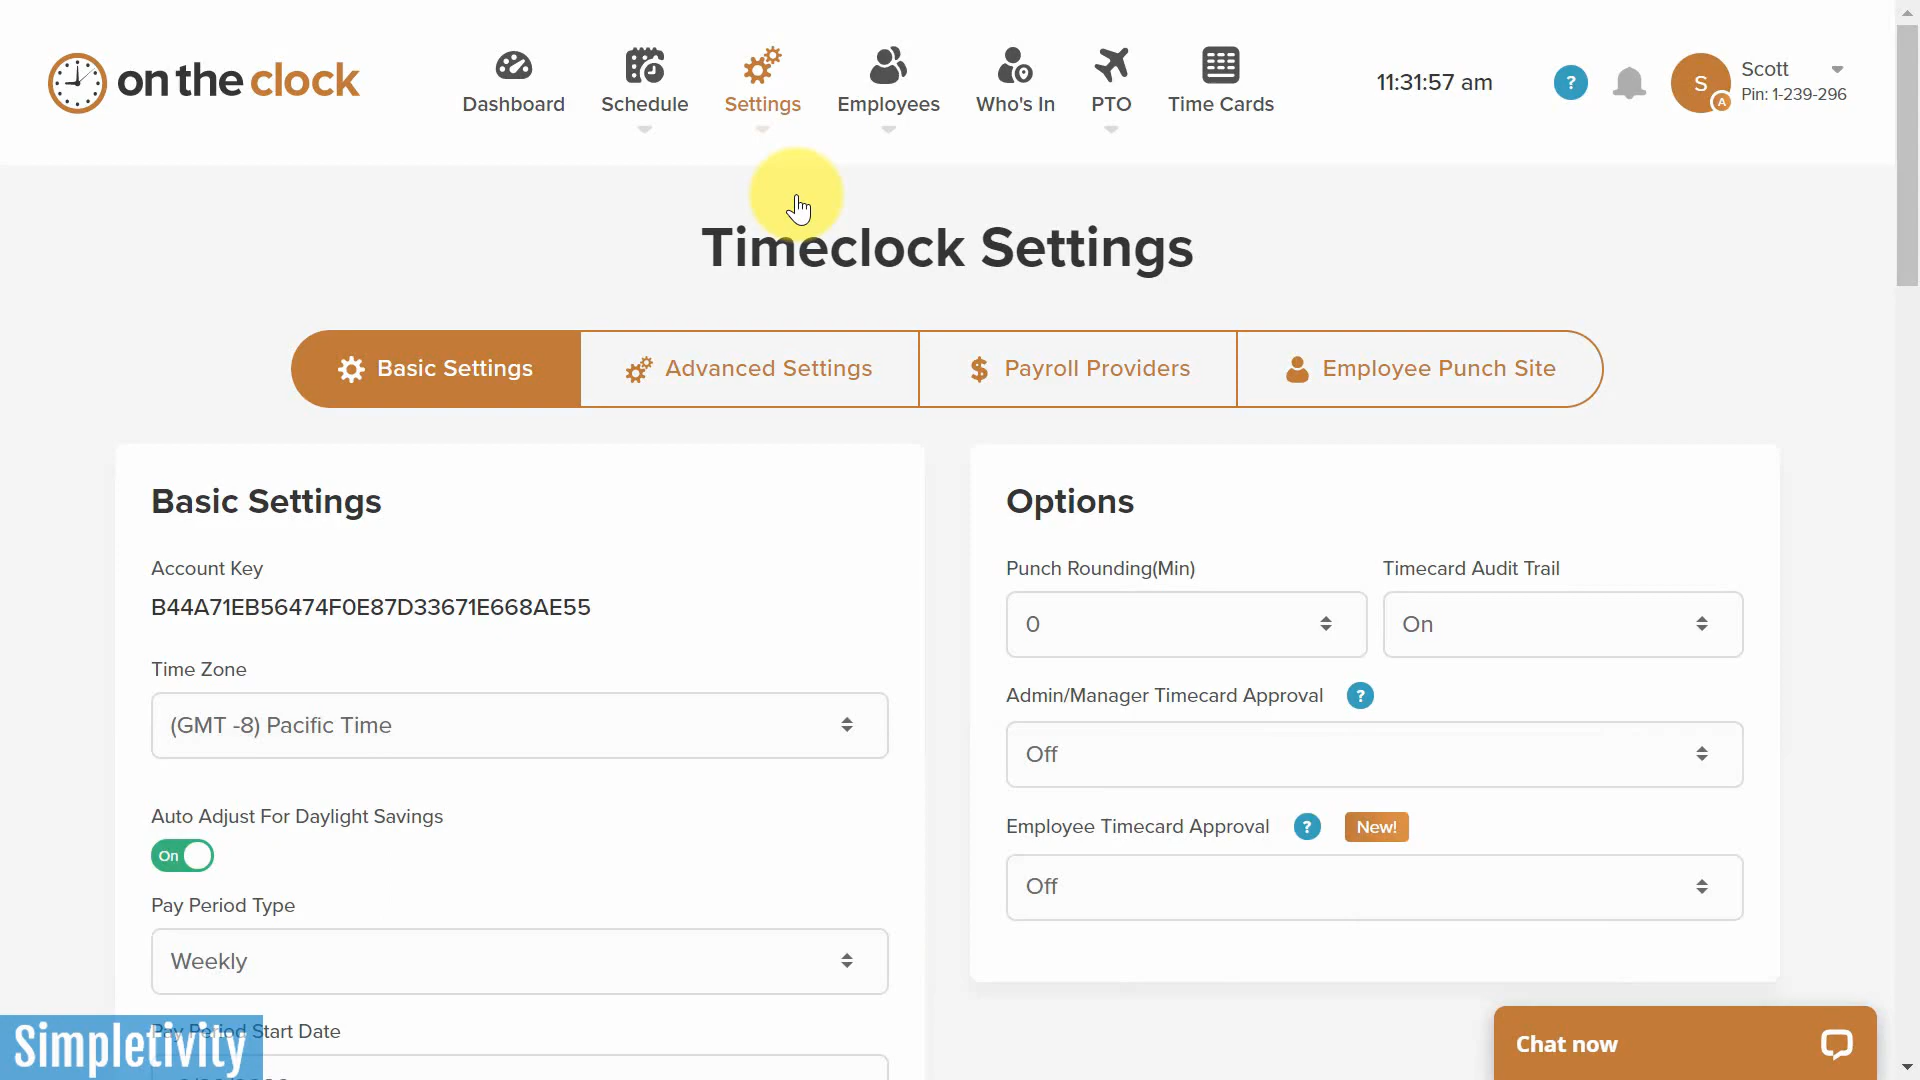 on the clock
Dashboard
Schedule
Settings
Employees
Who's In
PTO
Time Cards
11:31:57 am
?
S
A
Scott
Pin: 1-239-296
Timeclock Settings
Basic Settings
Advanced Settings
$ Payroll Providers
Employee Punch Site
Basic Settings
Account Key
B44A71EB56474F0E87D33671E668AE55
Time Zone
(GMT -8) Pacific Time
Auto Adjust For Daylight Savings
On
Pay Period Type
Weekly
Pay Period Start Date
Options
Punch Rounding(Min)
0
Timecard Audit Trail
On
Admin/Manager Timecard Approval ?
Off
Employee Timecard Approval ? New!
Off
Simpletivity
Chat now